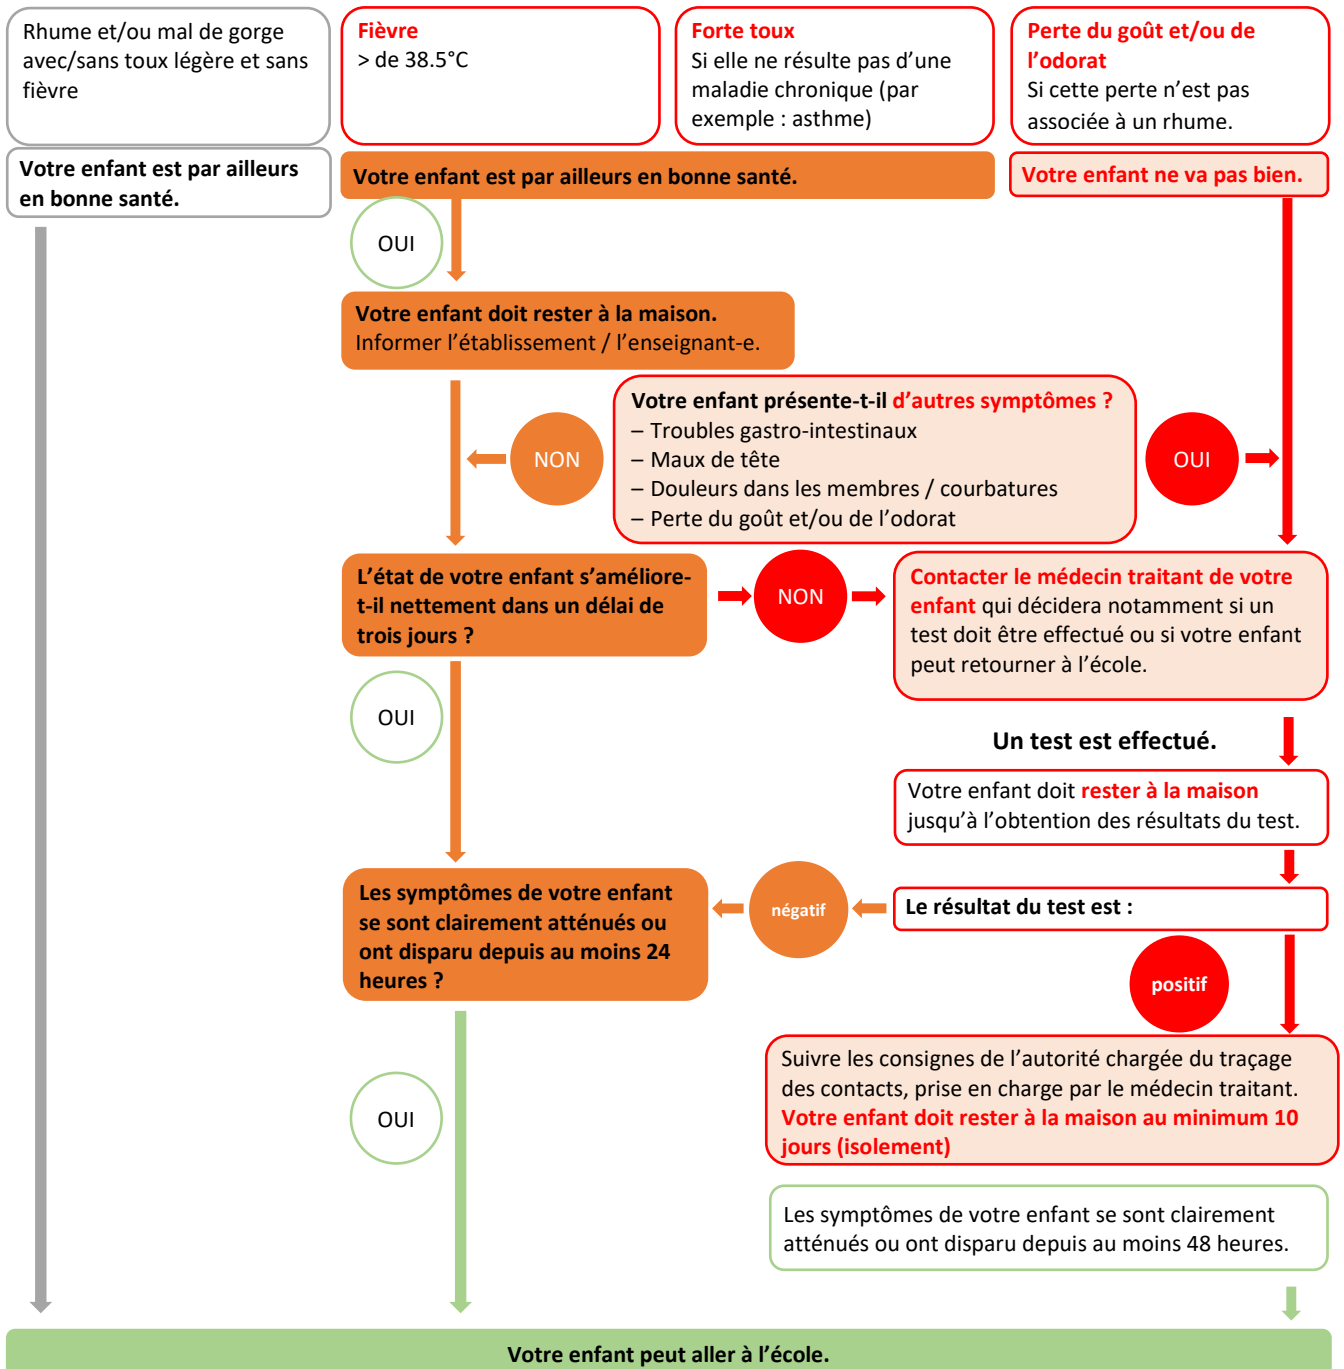 Rhume et/ou mal de gorge
avec/sans toux légère et sans
fièvre
Fièvre
> de 38.5°C
Forte toux
Si elle ne résulte pas d’une
maladie chronique (par
exemple : asthme)
Perte du goût et/ou de
l’odorat
Si cette perte n’est pas
associée à un rhume.
Votre enfant est par ailleurs
en bonne santé.
Votre enfant est par ailleurs en bonne santé.
Votre enfant ne va pas bien.
OUI
Votre enfant doit rester à la maison.
Informer l’établissement / l’enseignant-e.
Votre enfant présente-t-il d’autres symptômes ?
– Troubles gastro-intestinaux
– Maux de tête
– Douleurs dans les membres / courbatures
– Perte du goût et/ou de l’odorat
NON
OUI
L’état de votre enfant s’améliore-
t-il nettement dans un délai de
trois jours ?
NON
Contacter le médecin traitant de votre
enfant qui décidera notamment si un
test doit être effectué ou si votre enfant
peut retourner à l’école.
OUI
Un test est effectué.
Votre enfant doit rester à la maison
jusqu’à l’obtention des résultats du test.
Les symptômes de votre enfant
se sont clairement atténués ou
ont disparu depuis au moins 24
heures ?
négatif
Le résultat du test est :
positif
Suivre les consignes de l’autorité chargée du traçage
des contacts, prise en charge par le médecin traitant.
Votre enfant doit rester à la maison au minimum 10
jours (isolement)
OUI
Les symptômes de votre enfant se sont clairement
atténués ou ont disparu depuis au moins 48 heures.
Votre enfant peut aller à l’école.